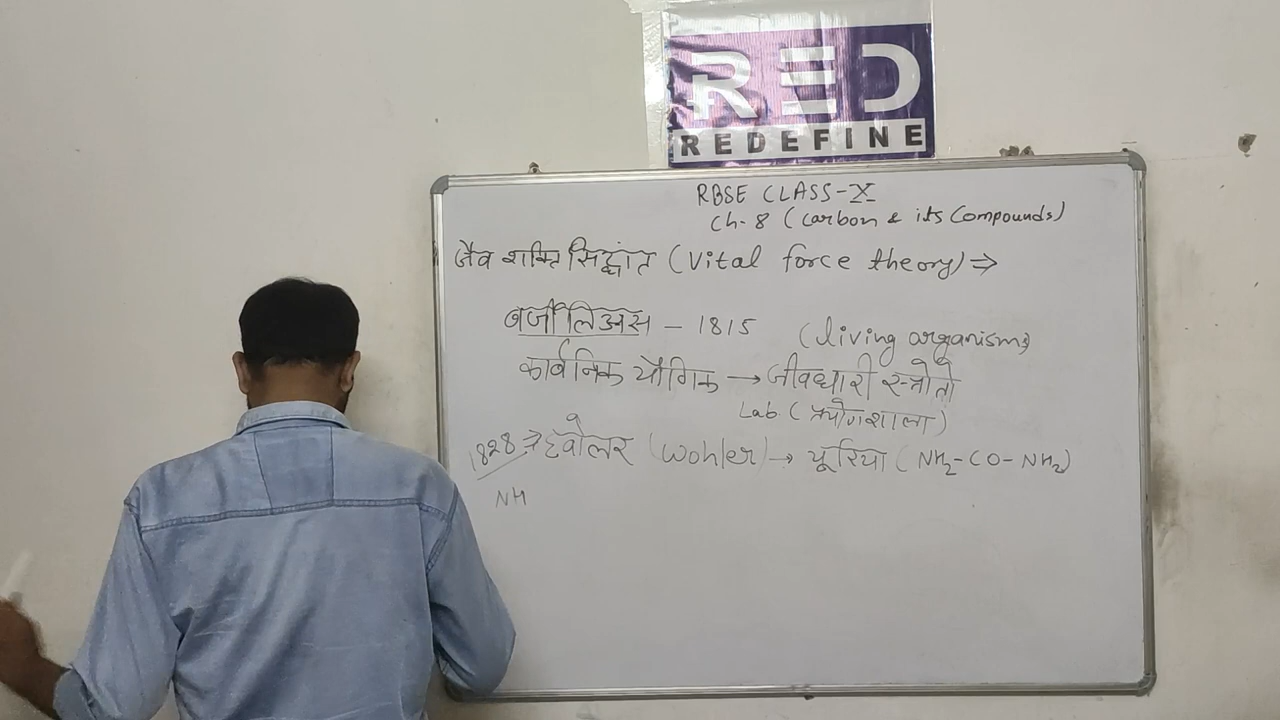 RED
REDEFINE
RBSE CLASS-X
Ch-8 (Carbon & its Compounds)
जैव शक्ति सिद्धांत (Vital force theory) ⇒
बर्जीलिअस - 1815 (living organism)
कार्बनिक यौगिक → जीवधारी स्त्रोतो
Lab (प्रयोगशाला)
1828 ⇒ व्होलर (Wohler) → यूरिया (NH₂-CO-NH₂)
NH